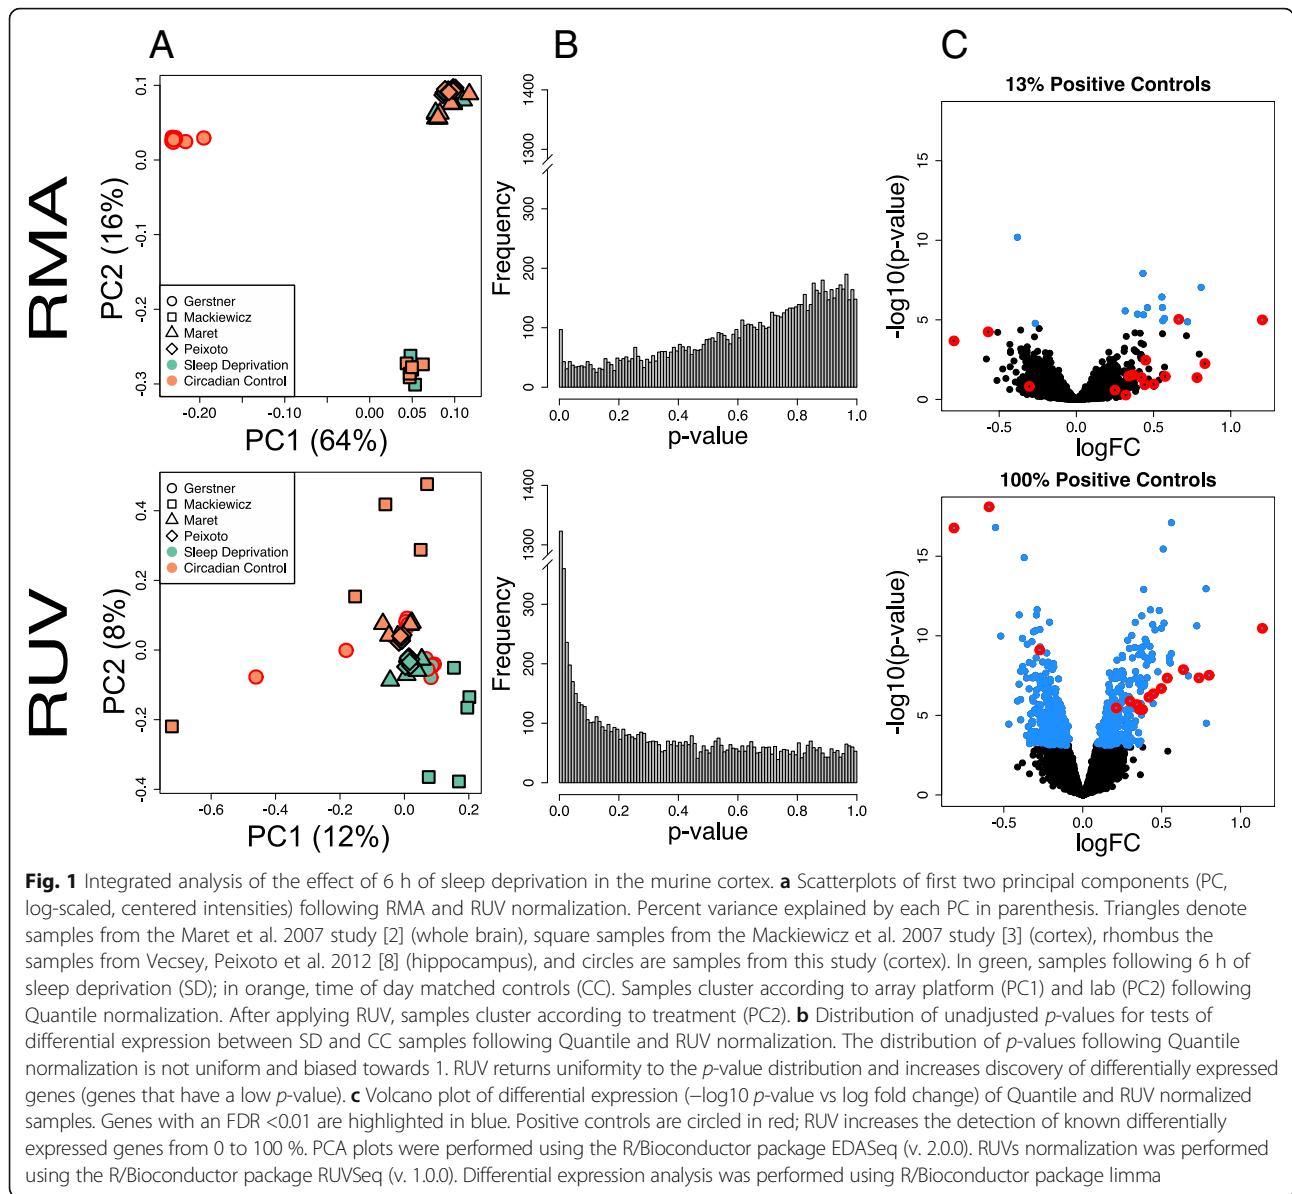 A
B
C
RMA
PC2 (16%)
0.1
0.0
-0.1
-0.2
-0.3
Gerstner
Mackiewicz
Maret
Peixoto
Sleep Deprivation
Circadian Control
-0.20
-0.10
0.00
0.05
0.10
PC1 (64%)
Frequency
1400
1300
300
200
100
0
0.0
0.2
0.4
0.6
0.8
1.0
p-value
13% Positive Controls
-log10(p-value)
15
10
5
0
-0.5
0.0
0.5
1.0
logFC
RUV
PC2 (8%)
0.4
0.2
0.0
-0.2
-0.4
Gerstner
Mackiewicz
Maret
Peixoto
Sleep Deprivation
Circadian Control
-0.6
-0.4
-0.2
0.0
0.2
PC1 (12%)
Frequency
1400
1300
300
200
100
0
0.0
0.2
0.4
0.6
0.8
1.0
p-value
100% Positive Controls
-log10(p-value)
15
10
5
0
-0.5
0.0
0.5
1.0
logFC
Fig. 1 Integrated analysis of the effect of 6 h of sleep deprivation in the murine cortex. a Scatterplots of first two principal components (PC,
log-scaled, centered intensities) following RMA and RUV normalization. Percent variance explained by each PC in parenthesis. Triangles denote
samples from the Maret et al. 2007 study [2] (whole brain), square samples from the Mackiewicz et al. 2007 study [3] (cortex), rhombus the
samples from Vecsey, Peixoto et al. 2012 [8] (hippocampus), and circles are samples from this study (cortex). In green, samples following 6 h of
sleep deprivation (SD); in orange, time of day matched controls (CC). Samples cluster according to array platform (PC1) and lab (PC2) following
Quantile normalization. After applying RUV, samples cluster according to treatment (PC2). b Distribution of unadjusted p-values for tests of
differential expression between SD and CC samples following Quantile and RUV normalization. The distribution of p-values following Quantile
normalization is not uniform and biased towards 1. RUV returns uniformity to the p-value distribution and increases discovery of differentially expressed
genes (genes that have a low p-value). c Volcano plot of differential expression (−log10 p-value vs log fold change) of Quantile and RUV normalized
samples. Genes with an FDR <0.01 are highlighted in blue. Positive controls are circled in red; RUV increases the detection of known differentially
expressed genes from 0 to 100 %. PCA plots were performed using the R/Bioconductor package EDASeq (v. 2.0.0). RUVs normalization was performed
using the R/Bioconductor package RUVSeq (v. 1.0.0). Differential expression analysis was performed using R/Bioconductor package limma